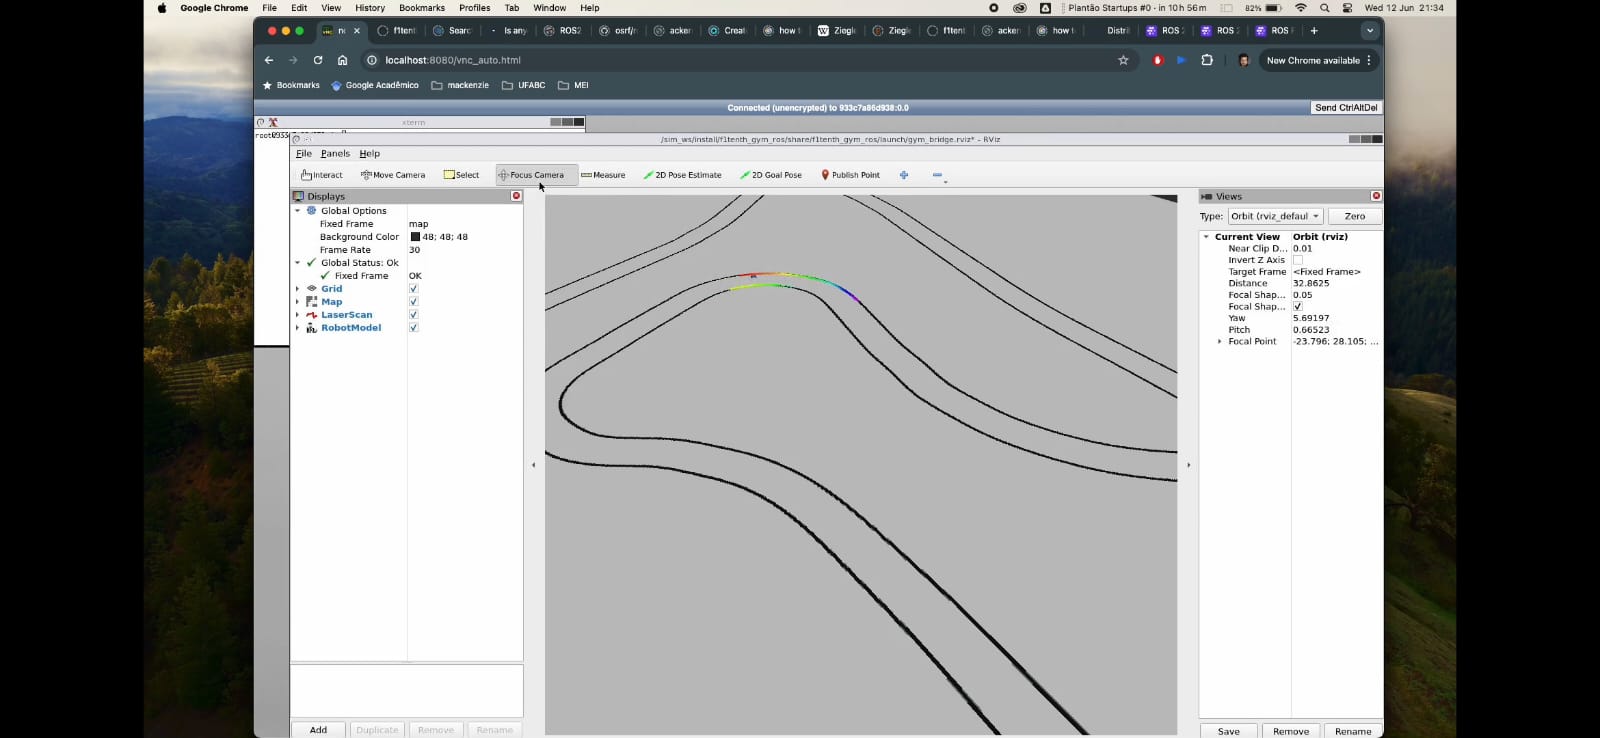 Google Chrome File Edit View History Bookmarks Profiles Tab Window Help Plantão Startups #0 · in 10 h 56 m 82% Wed 12 Jun 21:34
f1tent Searc Is any ROS2 osrf/r acker Creat how t Ziegle Ziegle f1tent acker how t Distri ROS ROS ROS
localhost:8080/vnc_auto.html New Chrome available
Bookmarks Google Acadêmico mackenzie UFABC MEI
Connected (unencrypted) to 933c7a86d938:0.0 Send CtrlAltDel
xterm
/sim_ws/install/f1tenth_gym_ros/share/f1tenth_gym_ros/launch/gym_bridge.rviz* - RViz
File Panels Help
Interact Move Camera Select Focus Camera Measure 2D Pose Estimate 2D Goal Pose Publish Point
Displays
Global Options
Fixed Frame map
Background Color 48; 48; 48
Frame Rate 30
Global Status: Ok
Fixed Frame OK
Grid
Map
LaserScan
RobotModel
Add Duplicate Remove Rename
Views
Type: Orbit (rviz_defaul Zero
Current View Orbit (rviz)
Near Clip D... 0.01
Invert Z Axis
Target Frame <Fixed Frame>
Distance 32.8625
Focal Shap... 0.05
Focal Shap...
Yaw 5.69197
Pitch 0.66523
Focal Point -23.796; 28.105; ...
Save Remove Rename